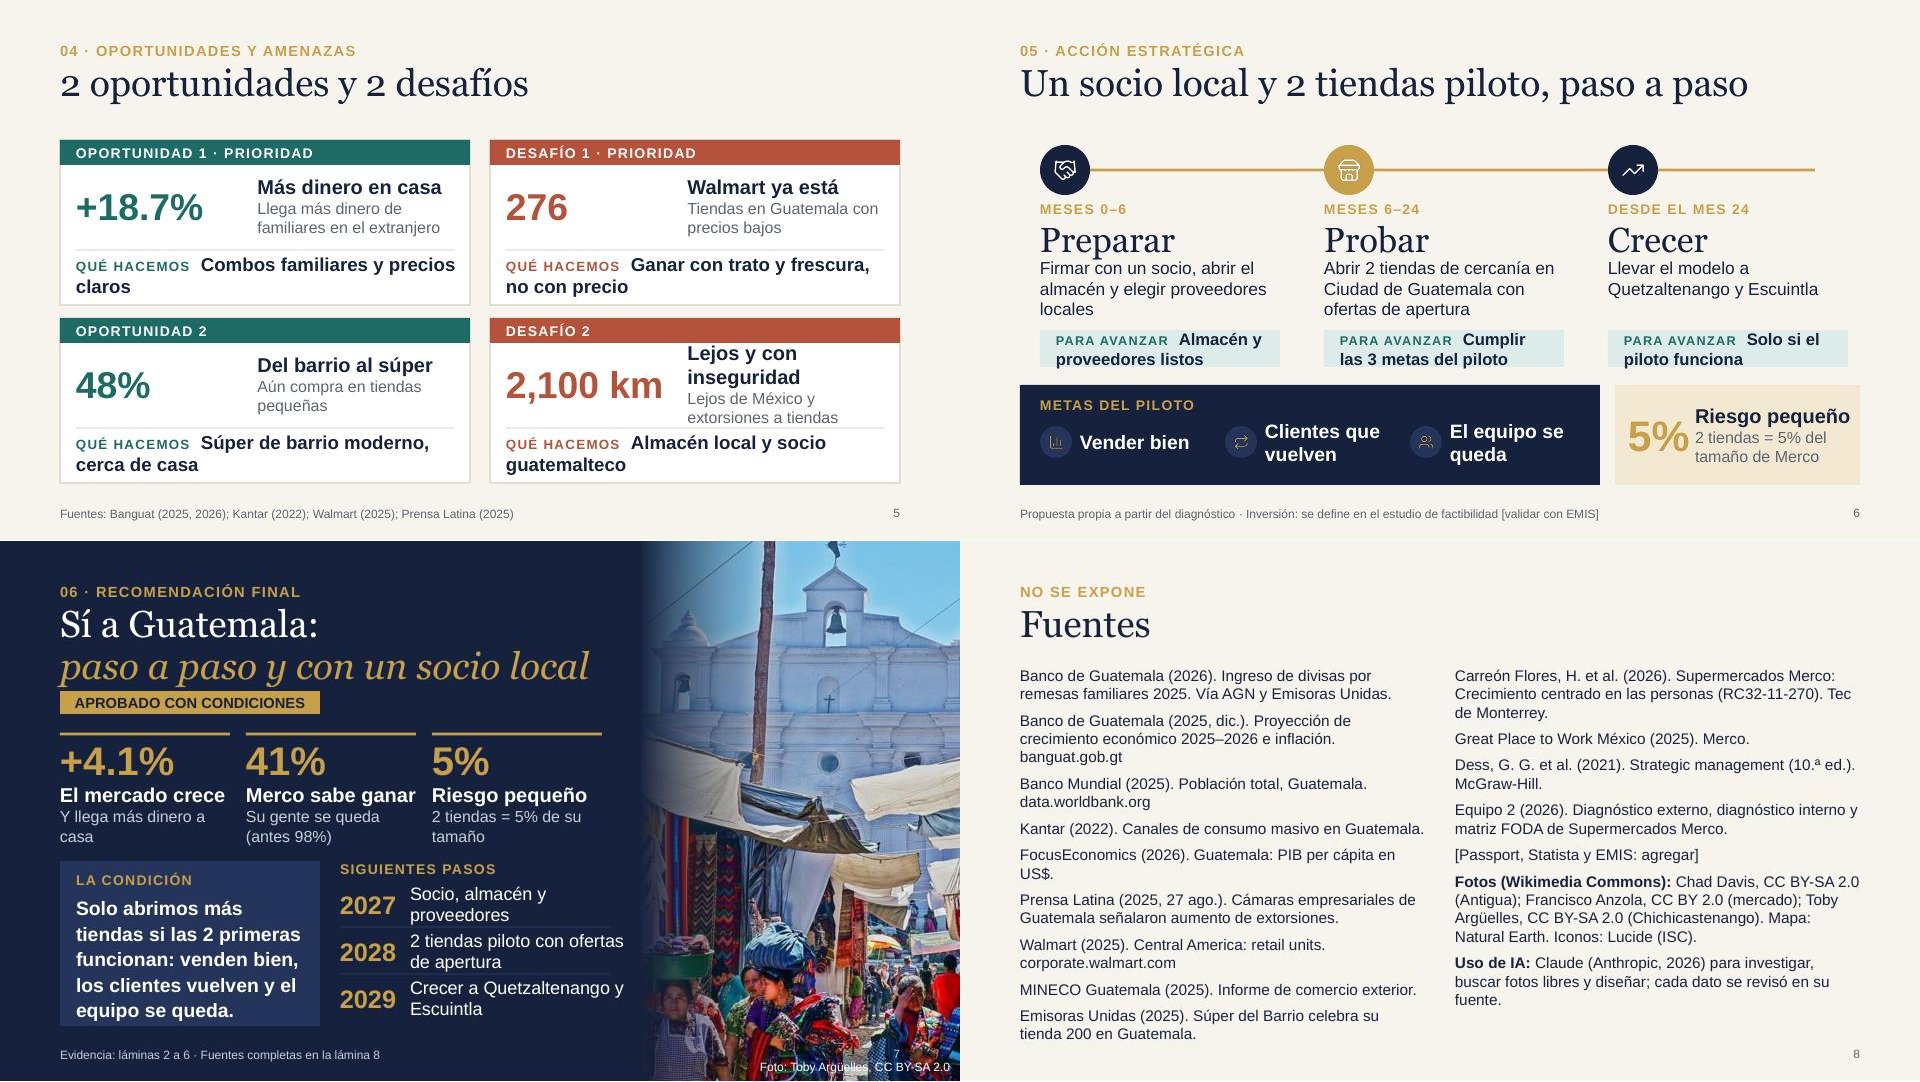 04 · OPORTUNIDADES Y AMENAZAS
2 oportunidades y 2 desafíos
OPORTUNIDAD 1 · PRIORIDAD
+18.7%
Más dinero en casa
Llega más dinero de
familiares en el extranjero
QUÉ HACEMOS Combos familiares y precios
claros
DESAFÍO 1 · PRIORIDAD
276
Walmart ya está
Tiendas en Guatemala con
precios bajos
QUÉ HACEMOS Ganar con trato y frescura,
no con precio
OPORTUNIDAD 2
48%
Del barrio al súper
Aún compra en tiendas
pequeñas
QUÉ HACEMOS Súper de barrio moderno,
cerca de casa
DESAFÍO 2
2,100 km
Lejos y con
inseguridad
Lejos de México y
extorsiones a tiendas
QUÉ HACEMOS Almacén local y socio
guatemalteco
Fuentes: Banguat (2025, 2026); Kantar (2022); Walmart (2025); Prensa Latina (2025)
5
05 · ACCIÓN ESTRATÉGICA
Un socio local y 2 tiendas piloto, paso a paso
MESES 0–6
Preparar
Firmar con un socio, abrir el
almacén y elegir proveedores
locales
PARA AVANZAR Almacén y
proveedores listos
MESES 6–24
Probar
Abrir 2 tiendas de cercanía en
Ciudad de Guatemala con
ofertas de apertura
PARA AVANZAR Cumplir
las 3 metas del piloto
DESDE EL MES 24
Crecer
Llevar el modelo a
Quetzaltenango y Escuintla
PARA AVANZAR Solo si el
piloto funciona
METAS DEL PILOTO
Vender bien
Clientes que
vuelven
El equipo se
queda
5%
Riesgo pequeño
2 tiendas = 5% del
tamaño de Merco
Propuesta propia a partir del diagnóstico · Inversión: se define en el estudio de factibilidad [validar con EMIS]
6
06 · RECOMENDACIÓN FINAL
Sí a Guatemala:
paso a paso y con un socio local
APROBADO CON CONDICIONES
+4.1%
El mercado crece
Y llega más dinero a
casa
41%
Merco sabe ganar
Su gente se queda
(antes 98%)
5%
Riesgo pequeño
2 tiendas = 5% de su
tamaño
LA CONDICIÓN
Solo abrimos más
tiendas si las 2 primeras
funcionan: venden bien,
los clientes vuelven y el
equipo se queda.
SIGUIENTES PASOS
2027
Socio, almacén y
proveedores
2028
2 tiendas piloto con ofertas
de apertura
2029
Crecer a Quetzaltenango y
Escuintla
Evidencia: láminas 2 a 6 · Fuentes completas en la lámina 8
7
Foto: Toby Argüelles, CC BY-SA 2.0
NO SE EXPONE
Fuentes
Banco de Guatemala (2026). Ingreso de divisas por
remesas familiares 2025. Vía AGN y Emisoras Unidas.
Banco de Guatemala (2025, dic.). Proyección de
crecimiento económico 2025–2026 e inflación.
banguat.gob.gt
Banco Mundial (2025). Población total, Guatemala.
data.worldbank.org
Kantar (2022). Canales de consumo masivo en Guatemala.
FocusEconomics (2026). Guatemala: PIB per cápita en
US$.
Prensa Latina (2025, 27 ago.). Cámaras empresariales de
Guatemala señalaron aumento de extorsiones.
Walmart (2025). Central America: retail units.
corporate.walmart.com
MINECO Guatemala (2025). Informe de comercio exterior.
Emisoras Unidas (2025). Súper del Barrio celebra su
tienda 200 en Guatemala.
Carreón Flores, H. et al. (2026). Supermercados Merco:
Crecimiento centrado en las personas (RC32-11-270). Tec
de Monterrey.
Great Place to Work México (2025). Merco.
Dess, G. G. et al. (2021). Strategic management (10.ª ed.).
McGraw-Hill.
Equipo 2 (2026). Diagnóstico externo, diagnóstico interno y
matriz FODA de Supermercados Merco.
[Passport, Statista y EMIS: agregar]
Fotos (Wikimedia Commons): Chad Davis, CC BY-SA 2.0
(Antigua); Francisco Anzola, CC BY 2.0 (mercado); Toby
Argüelles, CC BY-SA 2.0 (Chichicastenango). Mapa:
Natural Earth. Iconos: Lucide (ISC).
Uso de IA: Claude (Anthropic, 2026) para investigar,
buscar fotos libres y diseñar; cada dato se revisó en su
fuente.
8